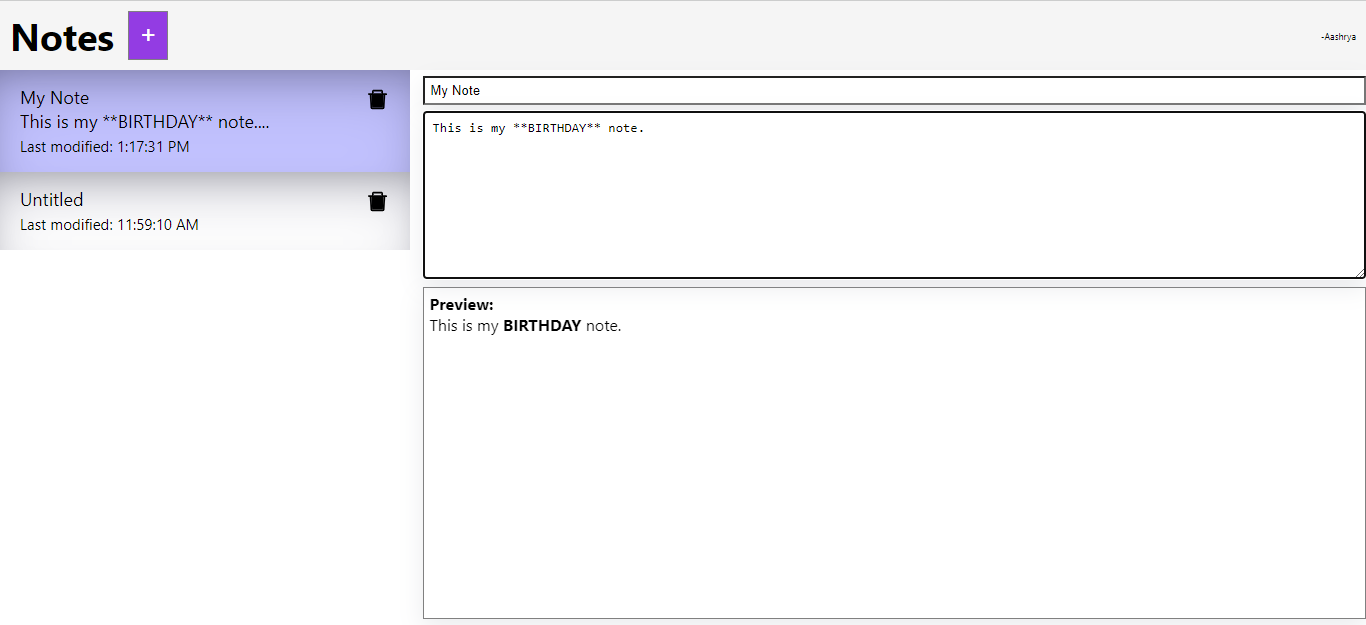 Notes +
-Aashrya
My Note
This is my **BIRTHDAY** note....
Last modified: 1:17:31 PM
Untitled
Last modified: 11:59:10 AM
My Note
This is my **BIRTHDAY** note.
Preview:
This is my BIRTHDAY note.